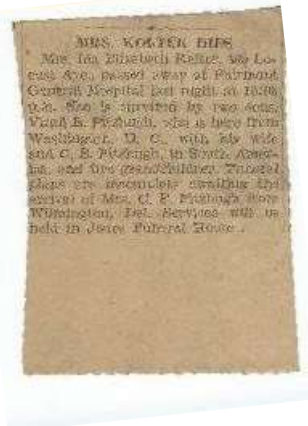 MRS. KOLTER DIES
Mrs. Ida Elizabeth Kolter, Lo-
cust Ave., passed away at Fairmont
General Hospital last night at
p.m. She is survived by two sons,
B. Fitzhugh, who is here from
Washington, D. C., with his wife
and C. B. Fitzhugh, in South Amer-
ica, and five grandchildren. Funeral
plans are incomplete awaiting the
arrival of Mrs. C. F. Fitzhugh from
Wilmington, Del. Services will be
held in Jones Funeral Home.